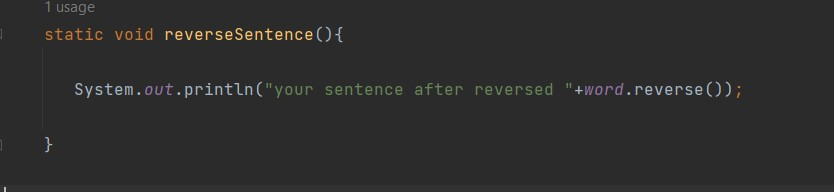 1 usage
static void reverseSentence(){
System.out.println("your sentence after reversed "+word.reverse());
}